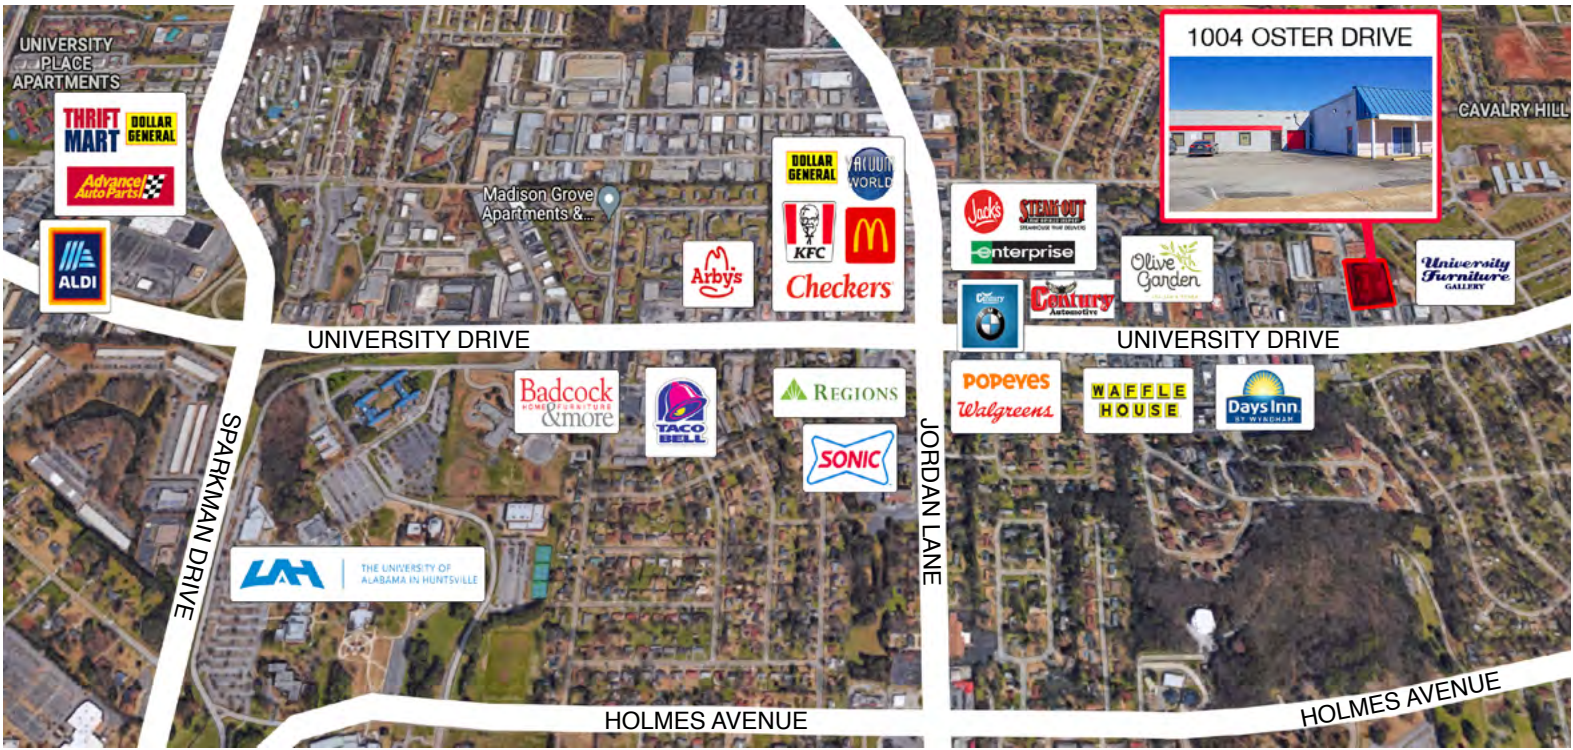 UNIVERSITY
PLACE
APARTMENTS
THRIFT
MART
DOLLAR
GENERAL
Advance
Auto Parts
ALDI
Madison Grove
Apartments &...
Arby's
DOLLAR
GENERAL
VACUUM
WORLD
KFC
Checkers
Jack's
STEAK-OUT
STEAKHOUSE THAT DELIVERS
enterprise
Century
Century
Automotive
Olive
Garden
1004 OSTER DRIVE
CAVALRY HILL
University
Furniture
GALLERY
UNIVERSITY DRIVE
UNIVERSITY DRIVE
Badcock
HOME FURNITURE
&more
TACO
BELL
REGIONS
SONIC
POPEYES
Walgreens
WAFFLE
HOUSE
Days Inn
BY WYNDHAM
SPARKMAN DRIVE
JORDAN LANE
UAH
THE UNIVERSITY OF
ALABAMA IN HUNTSVILLE
HOLMES AVENUE
HOLMES AVENUE